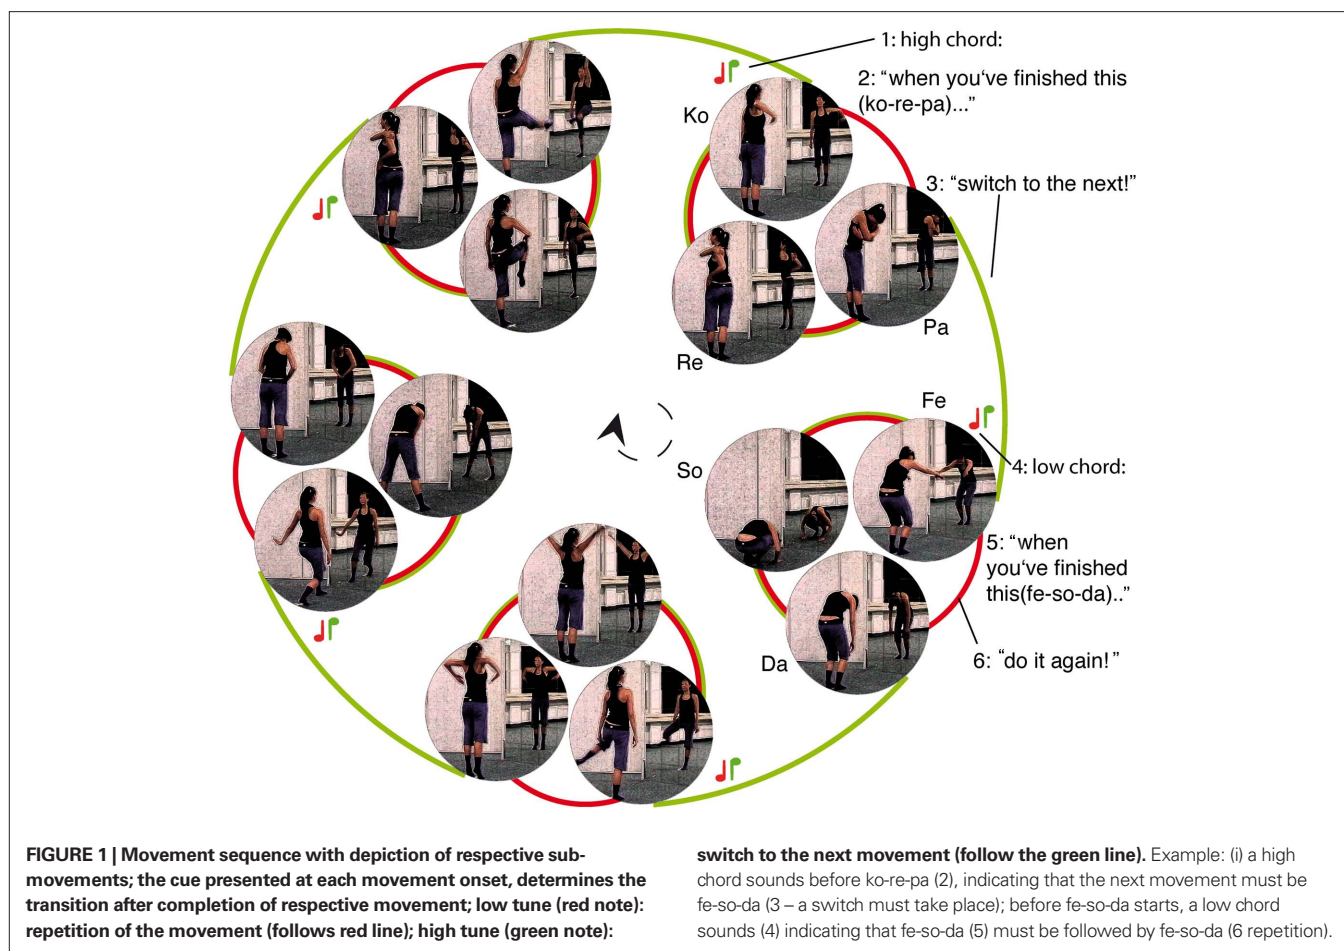 1: high chord:
2: “when you‘ve finished this
(ko-re-pa)...”
Ko
3: “switch to the next!”
Pa
Re
Fe
So
4: low chord:
5: “when
you‘ve finished
this(fe-so-da)..”
Da
6: “do it again! ”
FIGURE 1 | Movement sequence with depiction of respective sub-
movements; the cue presented at each movement onset, determines the
transition after completion of respective movement; low tune (red note):
repetition of the movement (follows red line); high tune (green note):
switch to the next movement (follow the green line). Example: (i) a high
chord sounds before ko-re-pa (2), indicating that the next movement must be
fe-so-da (3 – a switch must take place); before fe-so-da starts, a low chord
sounds (4) indicating that fe-so-da (5) must be followed by fe-so-da (6 repetition).